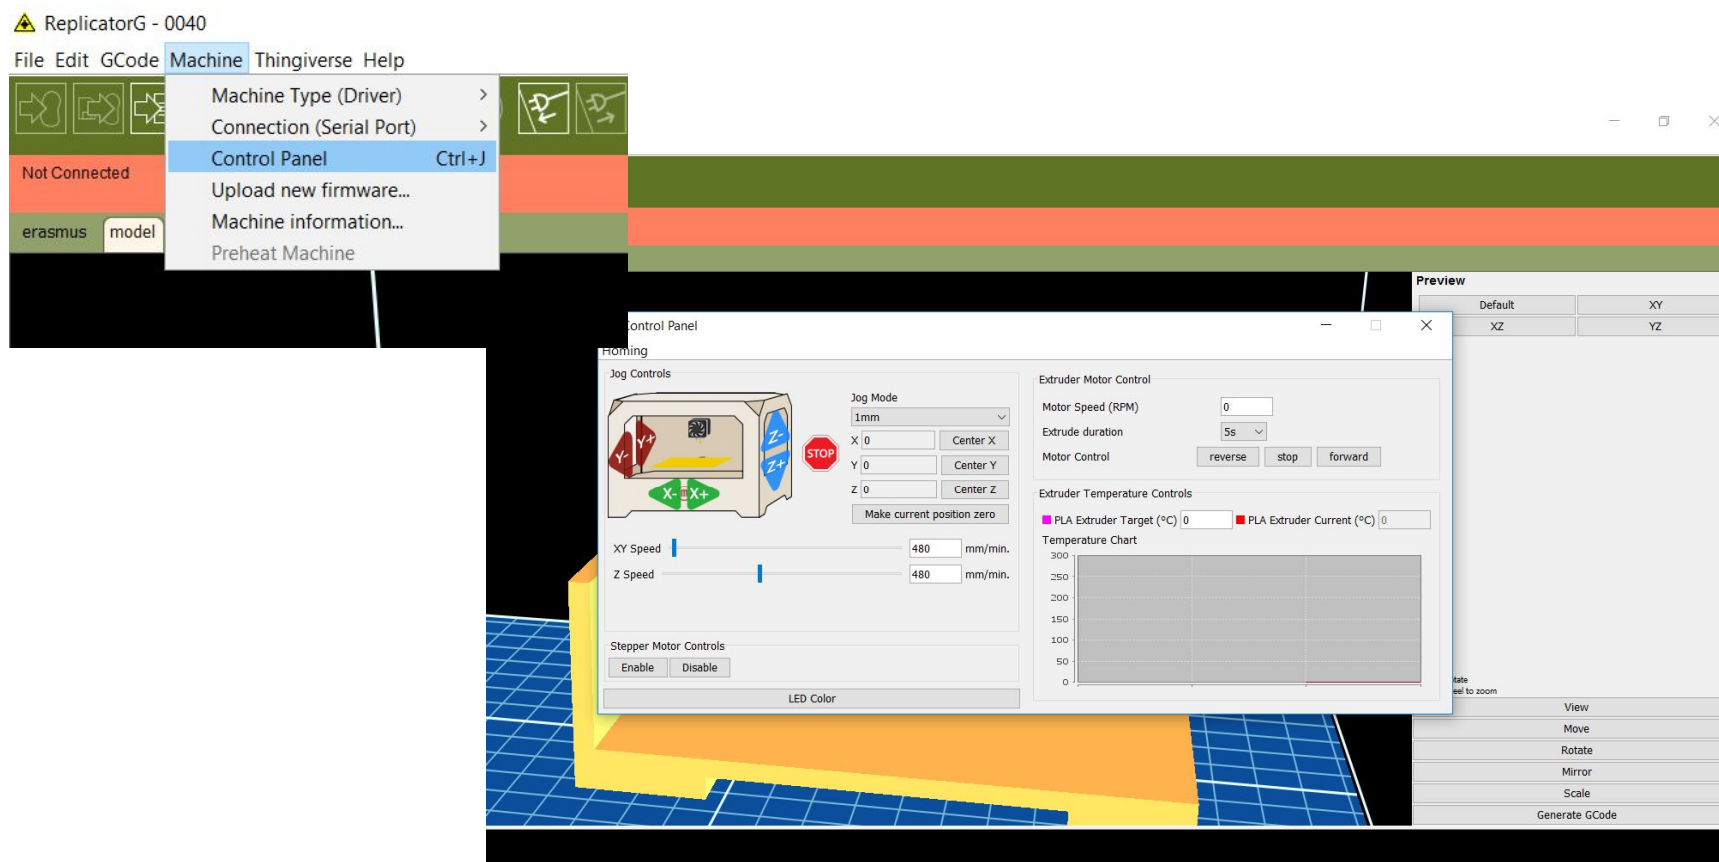 ReplicatorG - 0040
File Edit GCode Machine Thingiverse Help
Machine Type (Driver)
Connection (Serial Port)
Control Panel Ctrl+J
Upload new firmware...
Machine information...
Preheat Machine
Not Connected
erasmus model
Preview
Default XY
XZ YZ
Control Panel
Homing
Jog Controls
Y- Y+
Z-
Z+
X- X+
STOP
Jog Mode
1mm
X 0 Center X
Y 0 Center Y
Z 0 Center Z
Make current position zero
XY Speed 480 mm/min.
Z Speed 480 mm/min.
Stepper Motor Controls
Enable Disable
LED Color
Extruder Motor Control
Motor Speed (RPM) 0
Extrude duration 5s
Motor Control reverse stop forward
Extruder Temperature Controls
PLA Extruder Target (ºC) 0 PLA Extruder Current (ºC) 0
Temperature Chart
300
250
200
150
100
50
0
to zoom
View
Move
Rotate
Mirror
Scale
Generate GCode